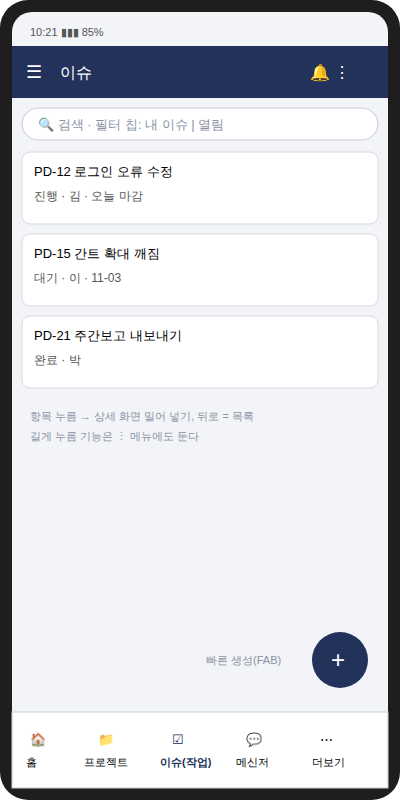 10:21 ▮▮▮ 85%
☰ 이슈 🔔 ⋮
🔍 검색 · 필터 칩: 내 이슈 | 열림
PD-12 로그인 오류 수정
진행 · 김 · 오늘 마감
PD-15 간트 확대 깨짐
대기 · 이 · 11-03
PD-21 주간보고 내보내기
완료 · 박
항목 누름 → 상세 화면 밀어 넣기, 뒤로 = 목록
길게 누름 기능은 ⋮ 메뉴에도 둔다
빠른 생성(FAB) +
🏠 📁 ☑ 💬 ⋯
홈 프로젝트 이슈(작업) 메신저 더보기